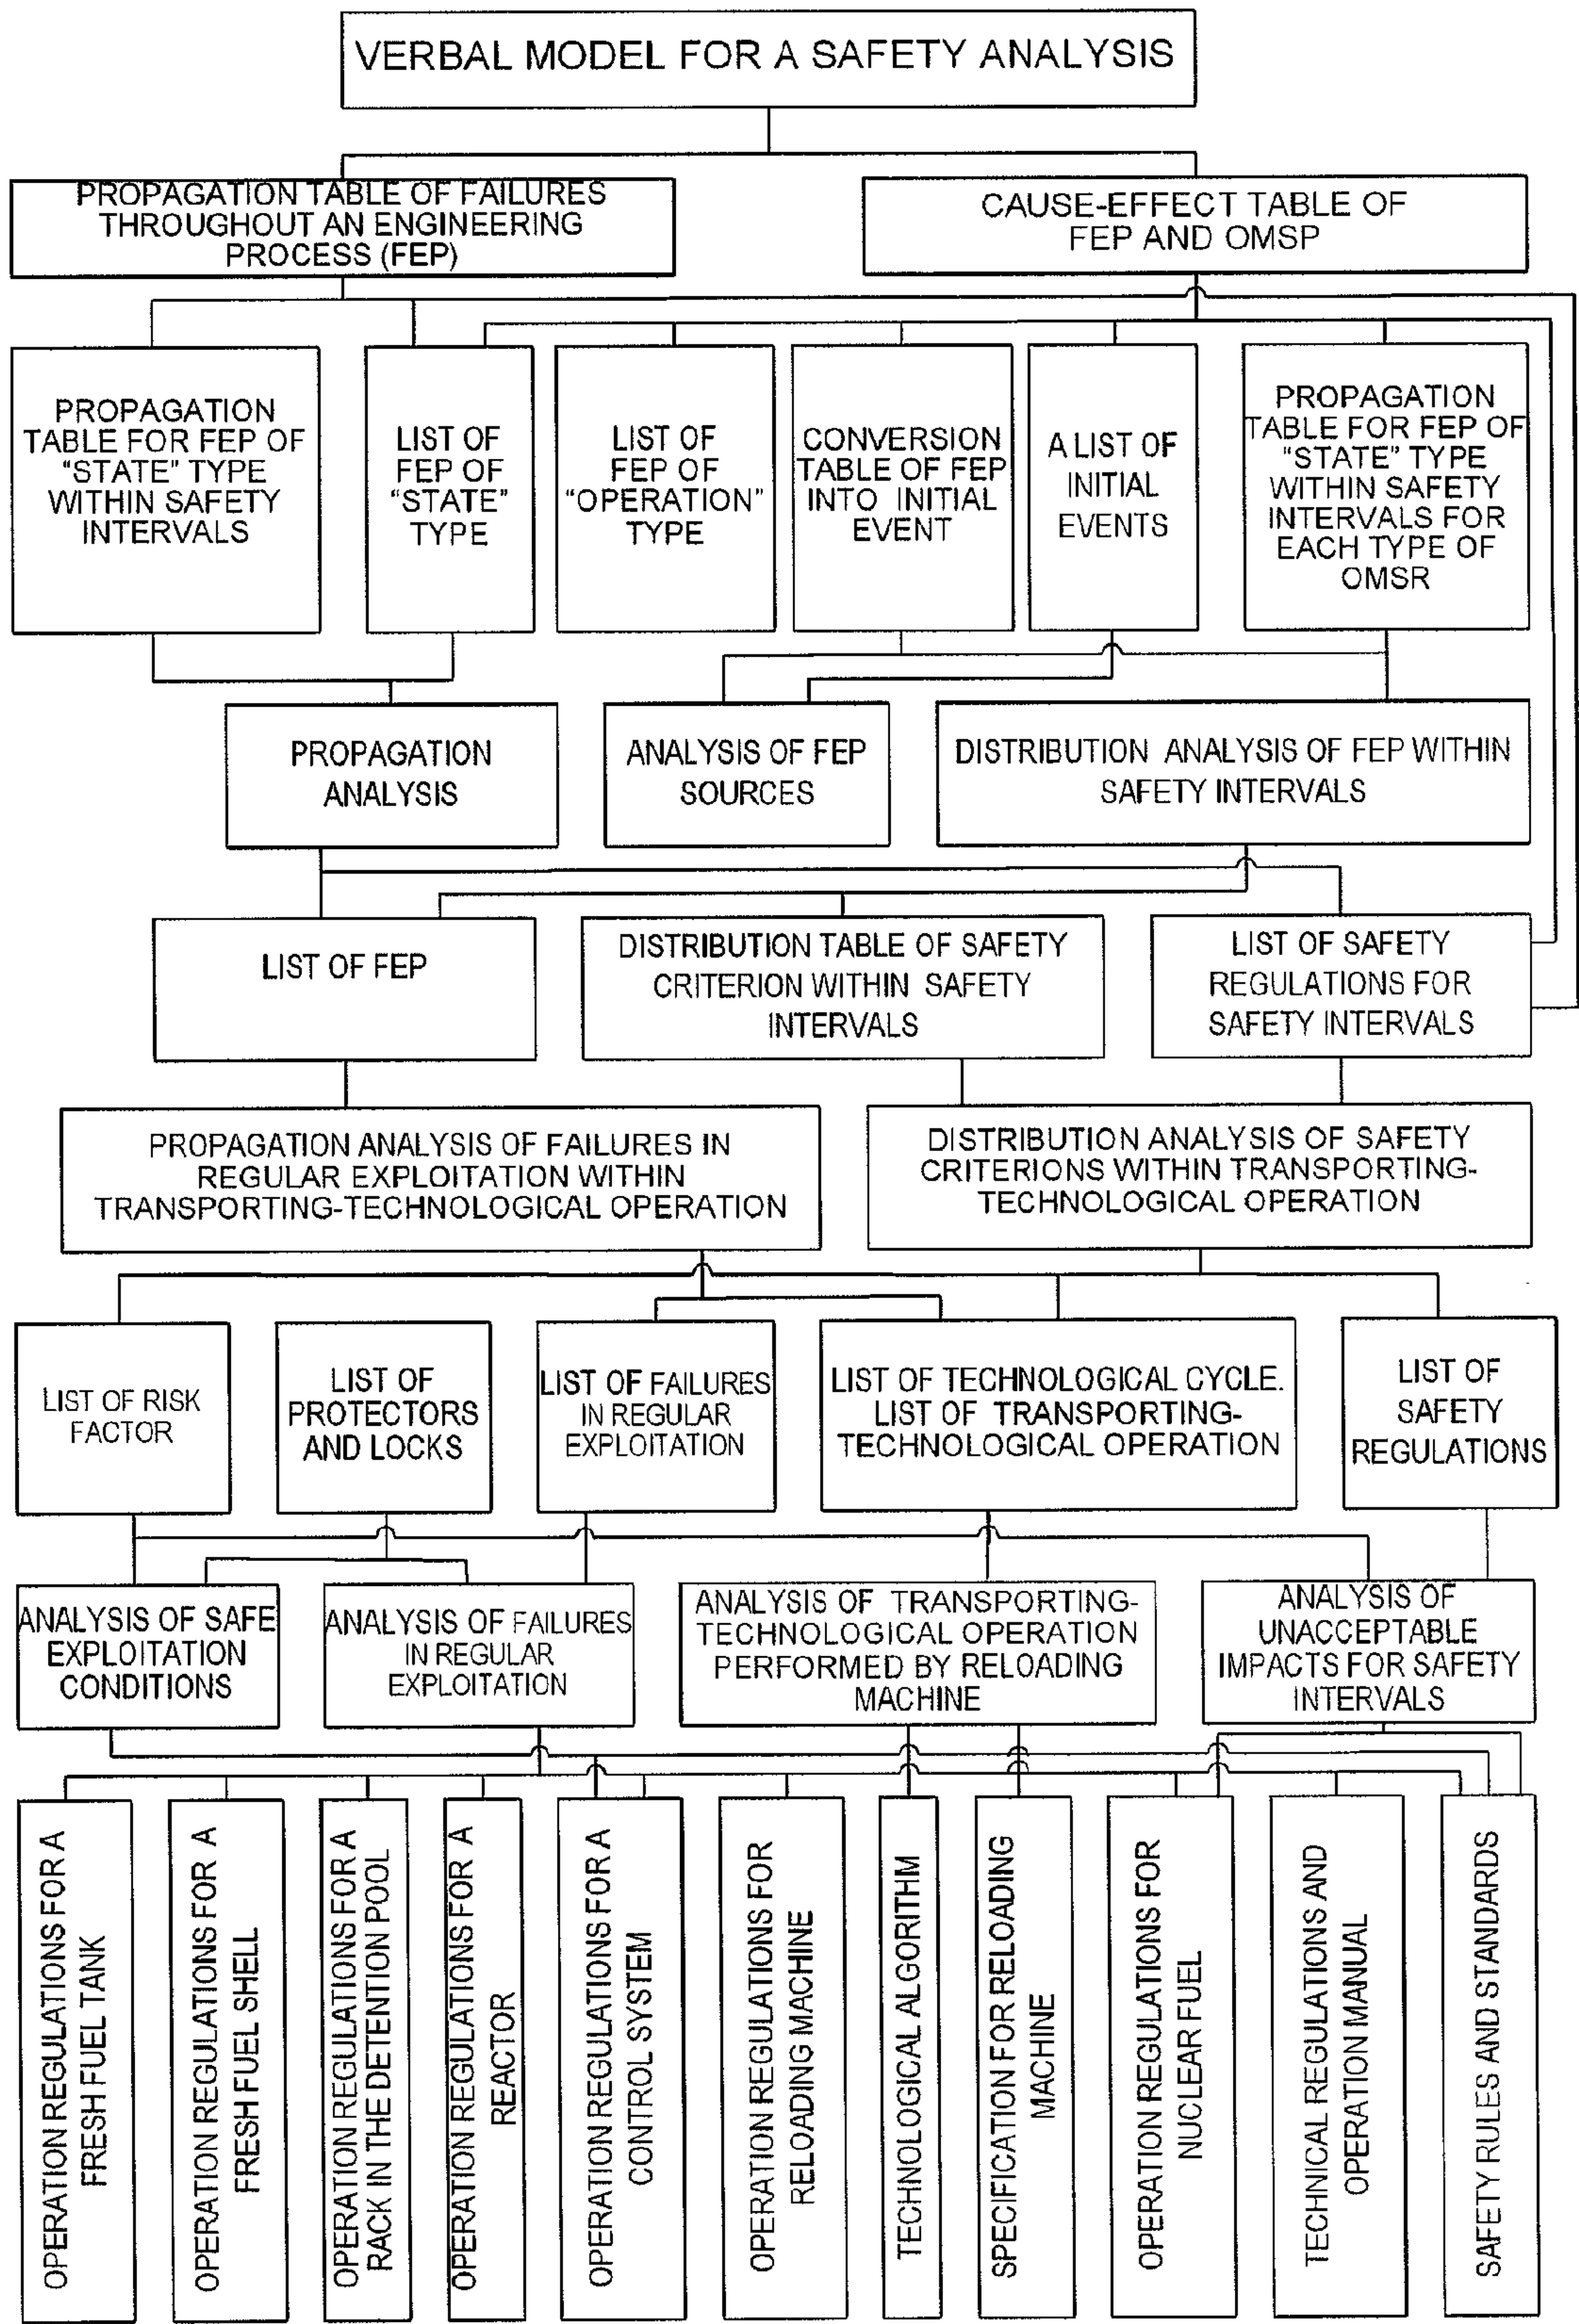 VERBAL MODEL FOR A SAFETY ANALYSIS
PROPAGATION TABLE OF FAILURES
THROUGHOUT AN ENGINEERING
PROCESS (FEP)
CAUSE-EFFECT TABLE OF
FEP AND OMSP
PROPAGATION
TABLE FOR FEP OF
“STATE” TYPE
WITHIN SAFETY
INTERVALS
LIST OF
FEP OF
“STATE”
TYPE
LIST OF
FEP OF
“OPERATION”
TYPE
CONVERSION
TABLE OF FEP
INTO INITIAL
EVENT
A LIST OF
INITIAL
EVENTS
PROPAGATION
TABLE FOR FEP OF
“STATE” TYPE
WITHIN SAFETY
INTERVALS FOR
EACH TYPE OF
OMSR
PROPAGATION
ANALYSIS
ANALYSIS OF FEP
SOURCES
DISTRIBUTION ANALYSIS OF FEP WITHIN
SAFETY INTERVALS
LIST OF FEP
DISTRIBUTION TABLE OF SAFETY
CRITERION WITHIN SAFETY
INTERVALS
LIST OF SAFETY
REGULATIONS FOR
SAFETY INTERVALS
PROPAGATION ANALYSIS OF FAILURES IN
REGULAR EXPLOITATION WITHIN
TRANSPORTING-TECHNOLOGICAL OPERATION
DISTRIBUTION ANALYSIS OF SAFETY
CRITERIONS WITHIN TRANSPORTING-
TECHNOLOGICAL OPERATION
LIST OF RISK
FACTOR
LIST OF
PROTECTORS
AND LOCKS
LIST OF FAILURES
IN REGULAR
EXPLOITATION
LIST OF TECHNOLOGICAL CYCLE.
LIST OF TRANSPORTING-
TECHNOLOGICAL OPERATION
LIST OF
SAFETY
REGULATIONS
ANALYSIS OF SAFE
EXPLOITATION
CONDITIONS
ANALYSIS OF FAILURES
IN REGULAR
EXPLOITATION
ANALYSIS OF TRANSPORTING-
TECHNOLOGICAL OPERATION
PERFORMED BY RELOADING
MACHINE
ANALYSIS OF
UNACCEPTABLE
IMPACTS FOR SAFETY
INTERVALS
OPERATION REGULATIONS FOR A
FRESH FUEL TANK
OPERATION REGULATIONS FOR A
FRESH FUEL SHELL
OPERATION REGULATIONS FOR A
RACK IN THE DETENTION POOL
OPERATION REGULATIONS FOR A
REACTOR
OPERATION REGULATIONS FOR A
CONTROL SYSTEM
OPERATION REGULATIONS FOR
RELOADING MACHINE
TECHNOLOGICAL ALGORITHM
SPECIFICATION FOR RELOADING
MACHINE
OPERATION REGULATIONS FOR
NUCLEAR FUEL
TECHNICAL REGULATIONS AND
OPERATION MANUAL
SAFETY RULES AND STANDARDS